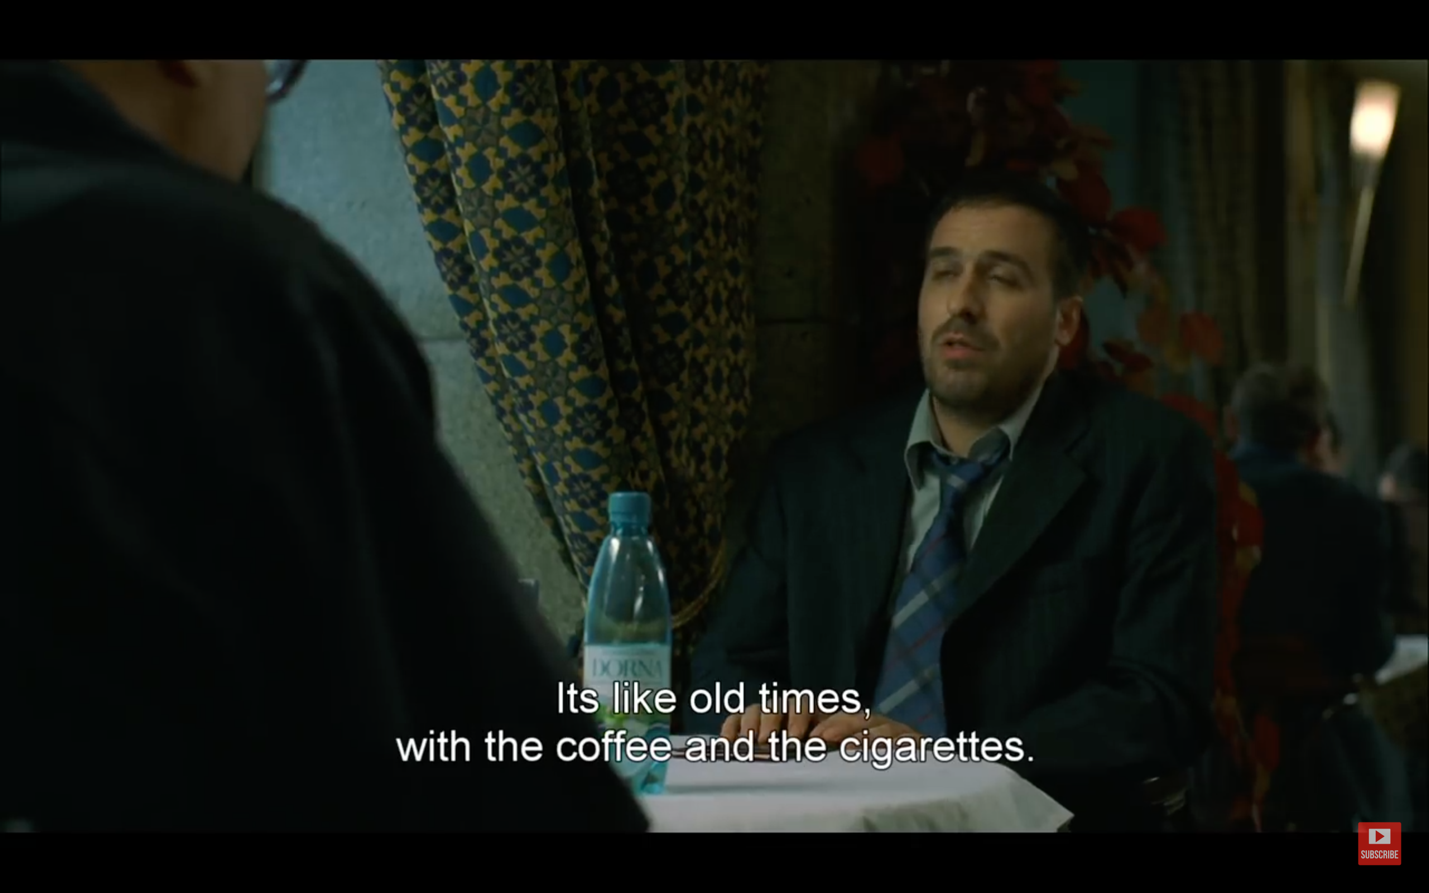 DORNA
Its like old times,
with the coffee and the cigarettes.
SUBSCRIBE